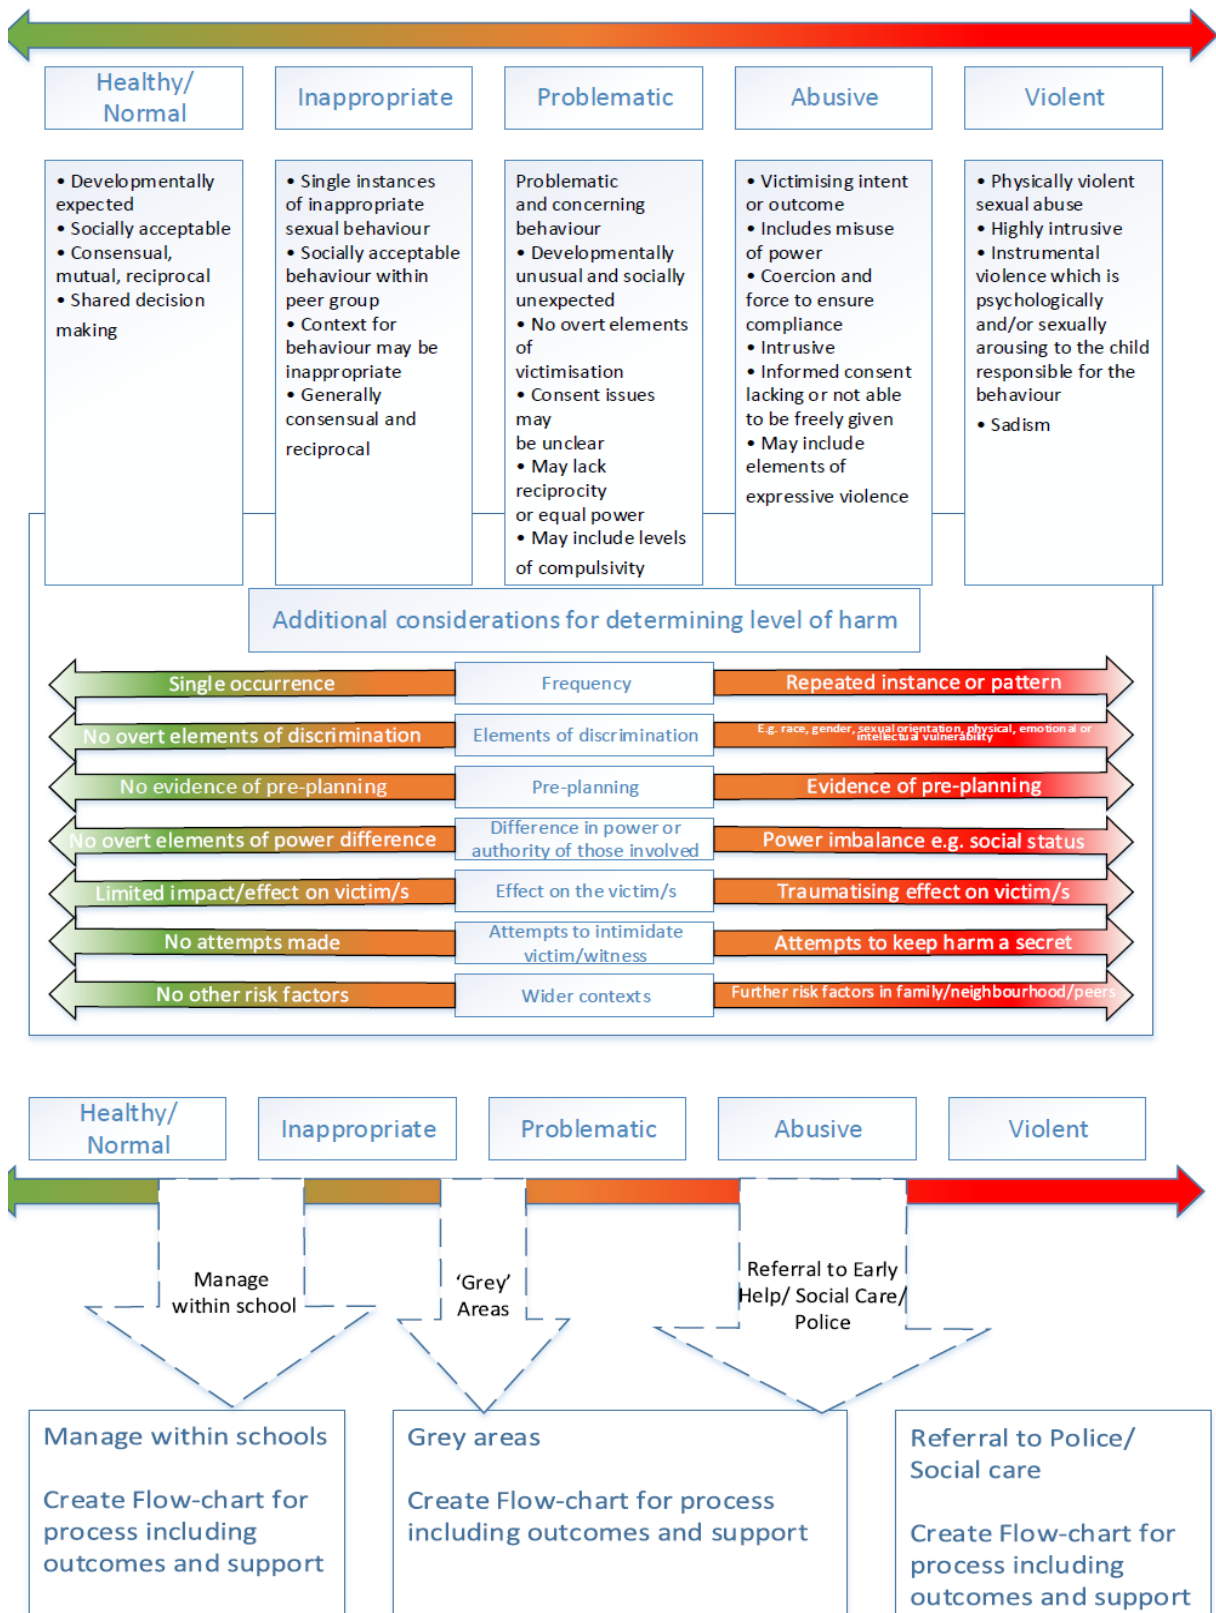 Healthy/
Normal
Inappropriate
Problematic
Abusive
Violent
• Developmentally
expected
• Socially acceptable
• Consensual,
mutual, reciprocal
• Shared decision
making
• Single instances
of inappropriate
sexual behaviour
• Socially acceptable
behaviour within
peer group
• Context for
behaviour may be
inappropriate
• Generally
consensual and
reciprocal
Problematic
and concerning
behaviour
• Developmentally
unusual and socially
unexpected
• No overt elements
of
victimisation
• Consent issues
may
be unclear
• May lack
reciprocity
or equal power
• May include levels
of compulsivity
• Victimising intent
or outcome
• Includes misuse
of power
• Coercion and
force to ensure
compliance
• Intrusive
• Informed consent
lacking or not able
to be freely given
• May include
elements of
expressive violence
• Physically violent
sexual abuse
• Highly intrusive
• Instrumental
violence which is
psychologically
and/or sexually
arousing to the child
responsible for the
behaviour
• Sadism
Additional considerations for determining level of harm
Single occurrence
Frequency
Repeated instance or pattern
No overt elements of discrimination
Elements of discrimination
E.g. race, gender, sexual orientation, physical, emotional or
intellectual vulnerability
No evidence of pre-planning
Pre-planning
Evidence of pre-planning
No overt elements of power difference
Difference in power or
authority of those involved
Power imbalance e.g. social status
Limited impact/effect on victim/s
Effect on the victim/s
Traumatising effect on victim/s
No attempts made
Attempts to intimidate
victim/witness
Attempts to keep harm a secret
No other risk factors
Wider contexts
Further risk factors in family/neighbourhood/peers
Healthy/
Normal
Inappropriate
Problematic
Abusive
Violent
Manage
within school
‘Grey’
Areas
Referral to Early
Help/ Social Care/
Police
Manage within schools
Create Flow-chart for
process including
outcomes and support
Grey areas
Create Flow-chart for process
including outcomes and support
Referral to Police/
Social care
Create Flow-chart for
process including
outcomes and support